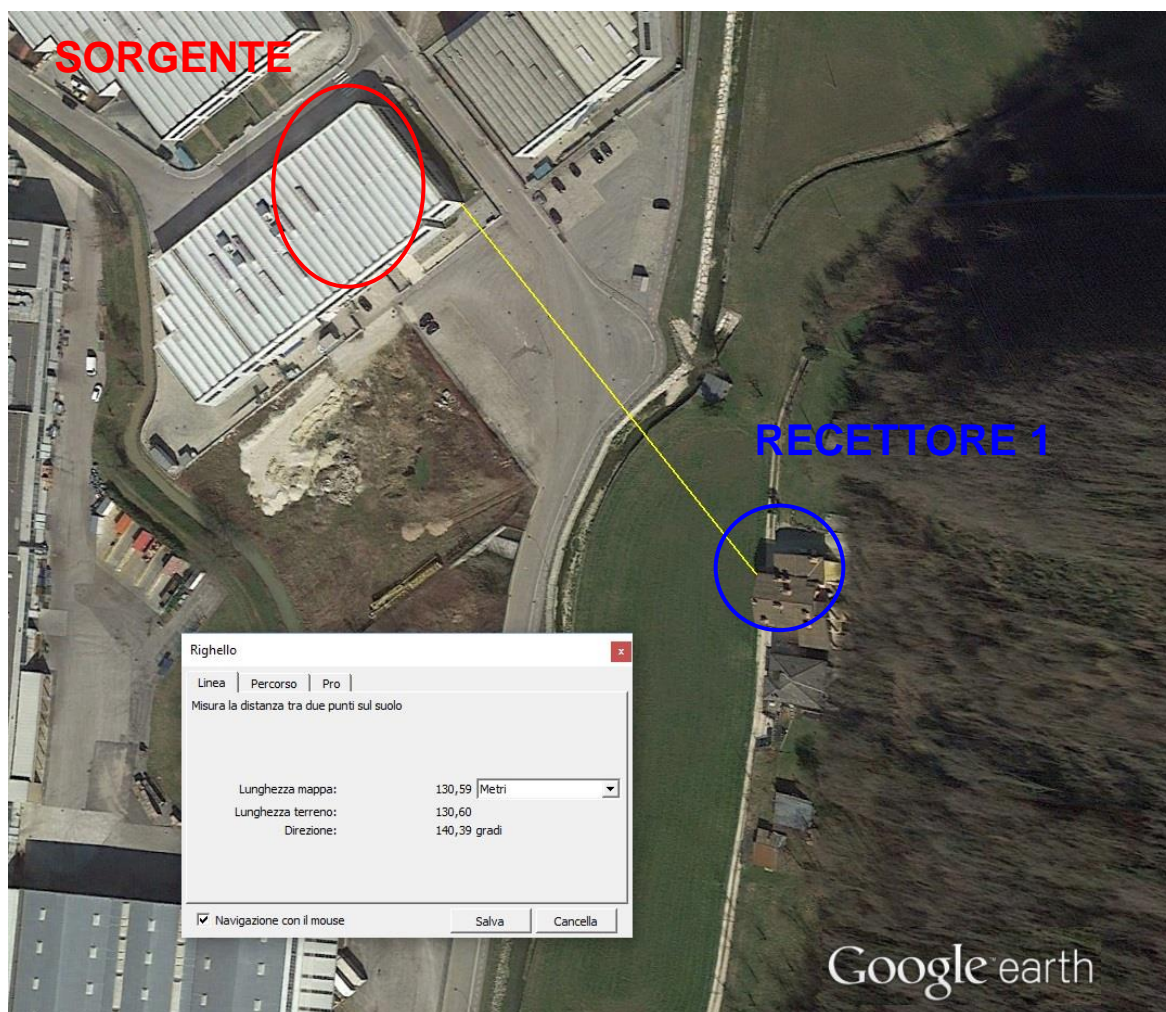 SORGENTE
RECETTORE 1
Righello
x
Linea Percorso Pro
Misura la distanza tra due punti sul suolo
Lunghezza mappa: 130,59 Metri
Lunghezza terreno: 130,60
Direzione: 140,39 gradi
Navigazione con il mouse Salva Cancella
Google earth